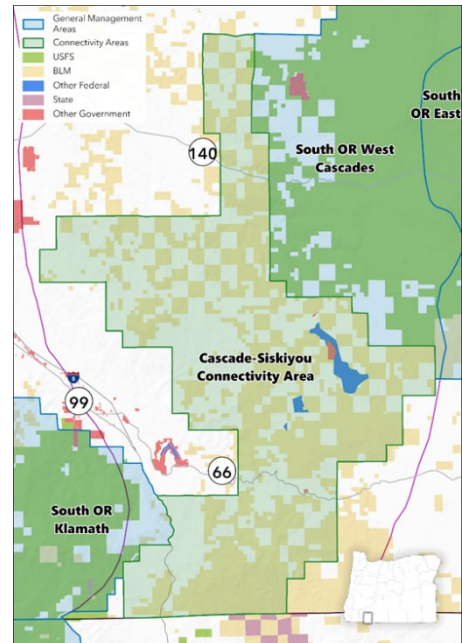 General Management
Areas
Connectivity Areas
USFS
BLM
Other Federal
State
Other Government
South
OR East
140
South OR West
Cascades
Cascade-Siskiyou
Connectivity Area
5
99
66
South OR
Klamath